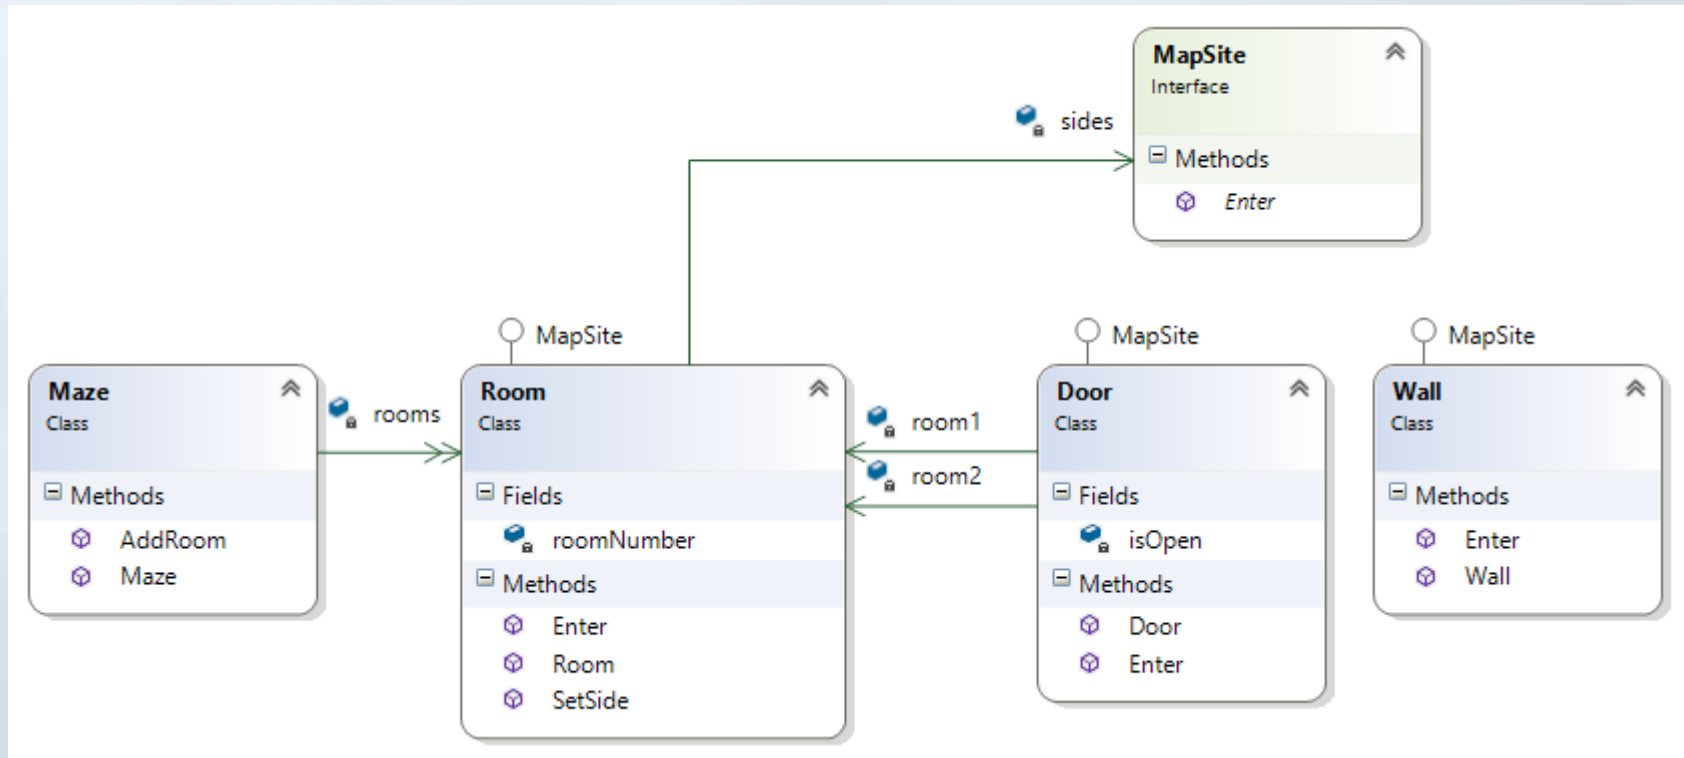 MapSite
Interface
sides
Methods
Enter
MapSite
MapSite
MapSite
Maze
Class
rooms
Methods
AddRoom
Maze
Room
Class
Fields
roomNumber
Methods
Enter
Room
SetSide
room1
room2
Door
Class
Fields
isOpen
Methods
Door
Enter
Wall
Class
Methods
Enter
Wall